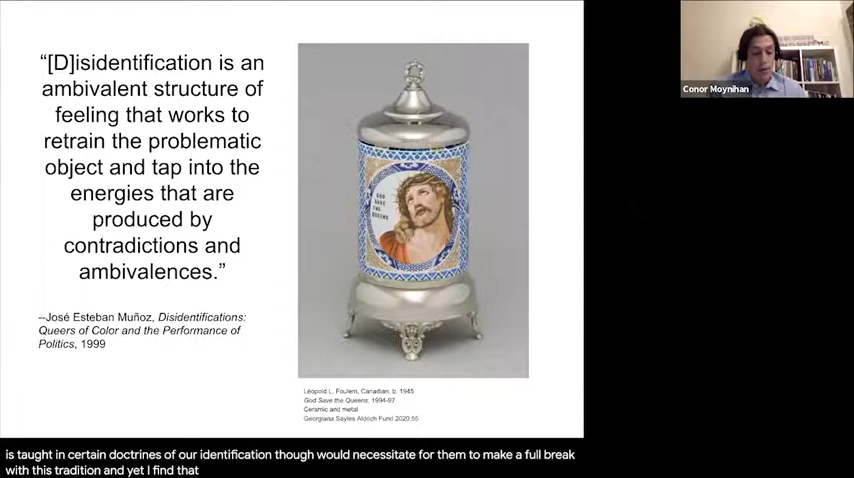 “[D]isidentification is an
ambivalent structure of
feeling that works to
retrain the problematic
object and tap into the
energies that are
produced by
contradictions and
ambivalences.”
--José Esteban Muñoz, Disidentifications:
Queers of Color and the Performance of
Politics, 1999
GOD
SAVE
THE
QUEENS
Léopold L. Foulem, Canadian, b. 1945
God Save the Queens, 1994-97
Ceramic and metal
Georgiana Sayles Aldrich Fund 2020.55
Conor Moynihan
is taught in certain doctrines of our identification though would necessitate for them to make a full break
with this tradition and yet I find that